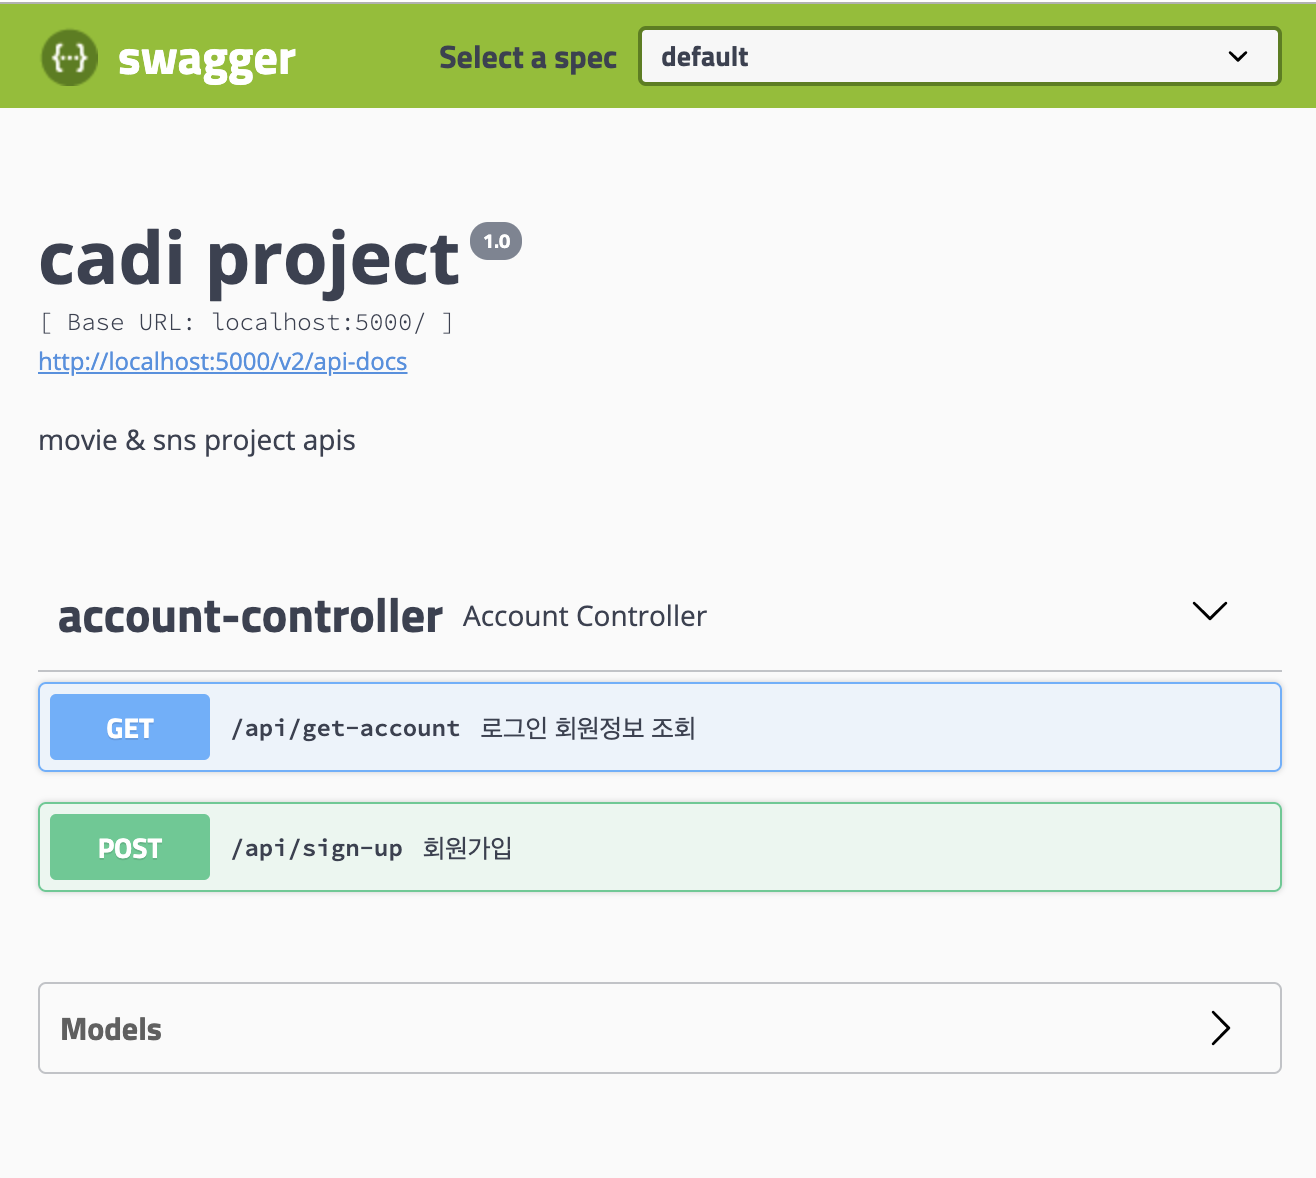 {...} swagger Select a spec default
cadi project 1.0
[ Base URL: localhost:5000/ ]
http://localhost:5000/v2/api-docs
movie & sns project apis
account-controller Account Controller
GET /api/get-account 로그인 회원정보 조회
POST /api/sign-up 회원가입
Models